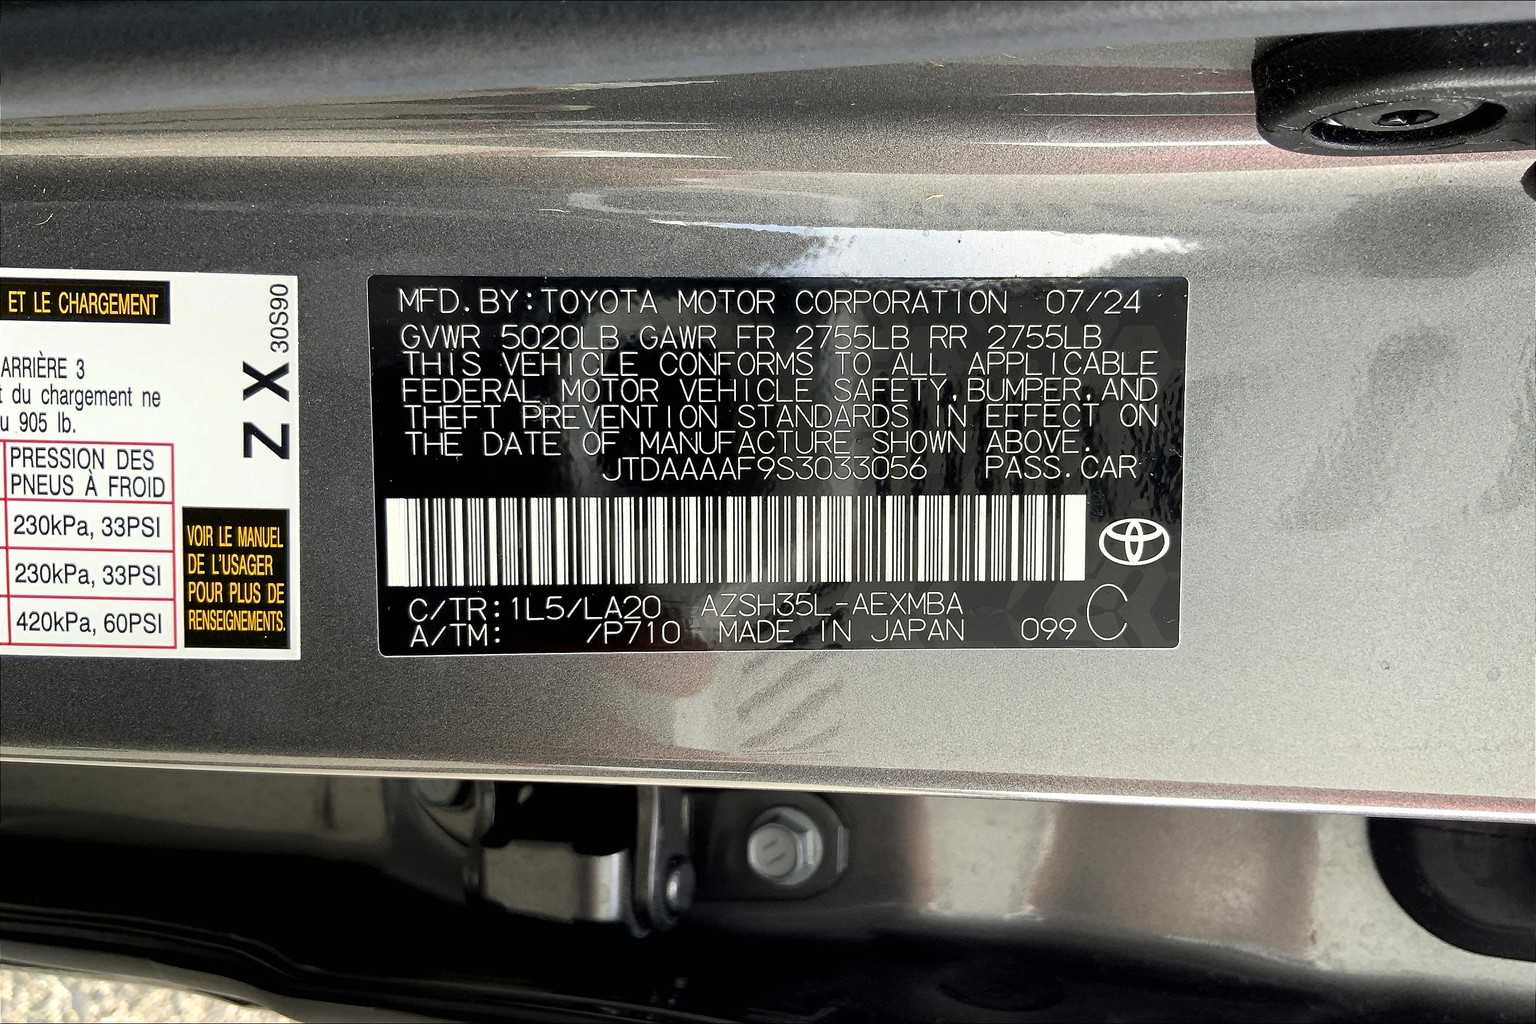 ET LE CHARGEMENT
ARRIÈRE 3
t du chargement ne
u 905 lb.
PRESSION DES
PNEUS À FROID
230kPa, 33PSI
230kPa, 33PSI
420kPa, 60PSI
ZX 30S90
VOIR LE MANUEL
DE L'USAGER
POUR PLUS DE
RENSEIGNEMENTS.
MFD.BY:TOYOTA MOTOR CORPORATION 07/24
GVWR 5020LB GAWR FR 2755LB RR 2755LB
THIS VEHICLE CONFORMS TO ALL APPLICABLE
FEDERAL MOTOR VEHICLE SAFETY,BUMPER,AND
THEFT PREVENTION STANDARDS IN EFFECT ON
THE DATE OF MANUFACTURE SHOWN ABOVE.
JTDAAAAF9S3033056 PASS.CAR
C/TR:1L5/LA20 AZSH35L-AEXMBA
A/TM: /P710 MADE IN JAPAN 099 C